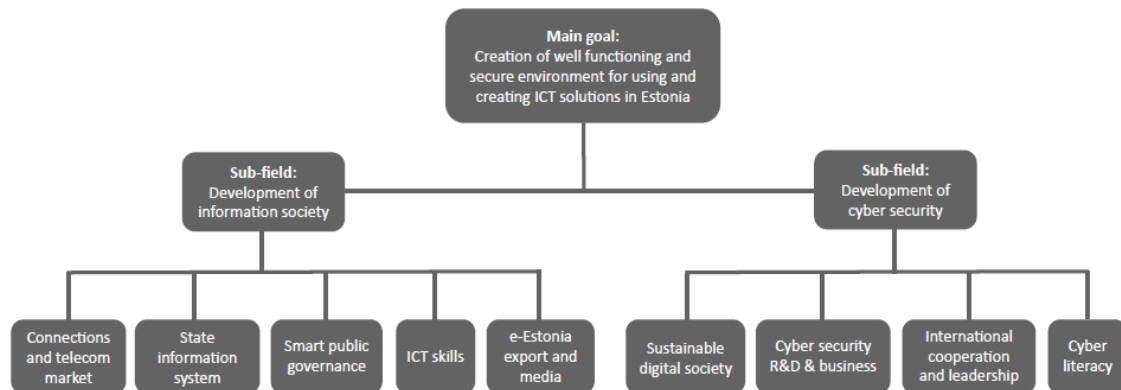 Main goal:
Creation of well functioning and
secure environment for using and
creating ICT solutions in Estonia
Sub-field:
Development of
information society
Sub-field:
Development of
cyber security
Connections
and telecom
market
State
information
system
Smart public
governance
ICT skills
e-Estonia
export and
media
Sustainable
digital society
Cyber security
R&D & business
International
cooperation
and leadership
Cyber
literacy